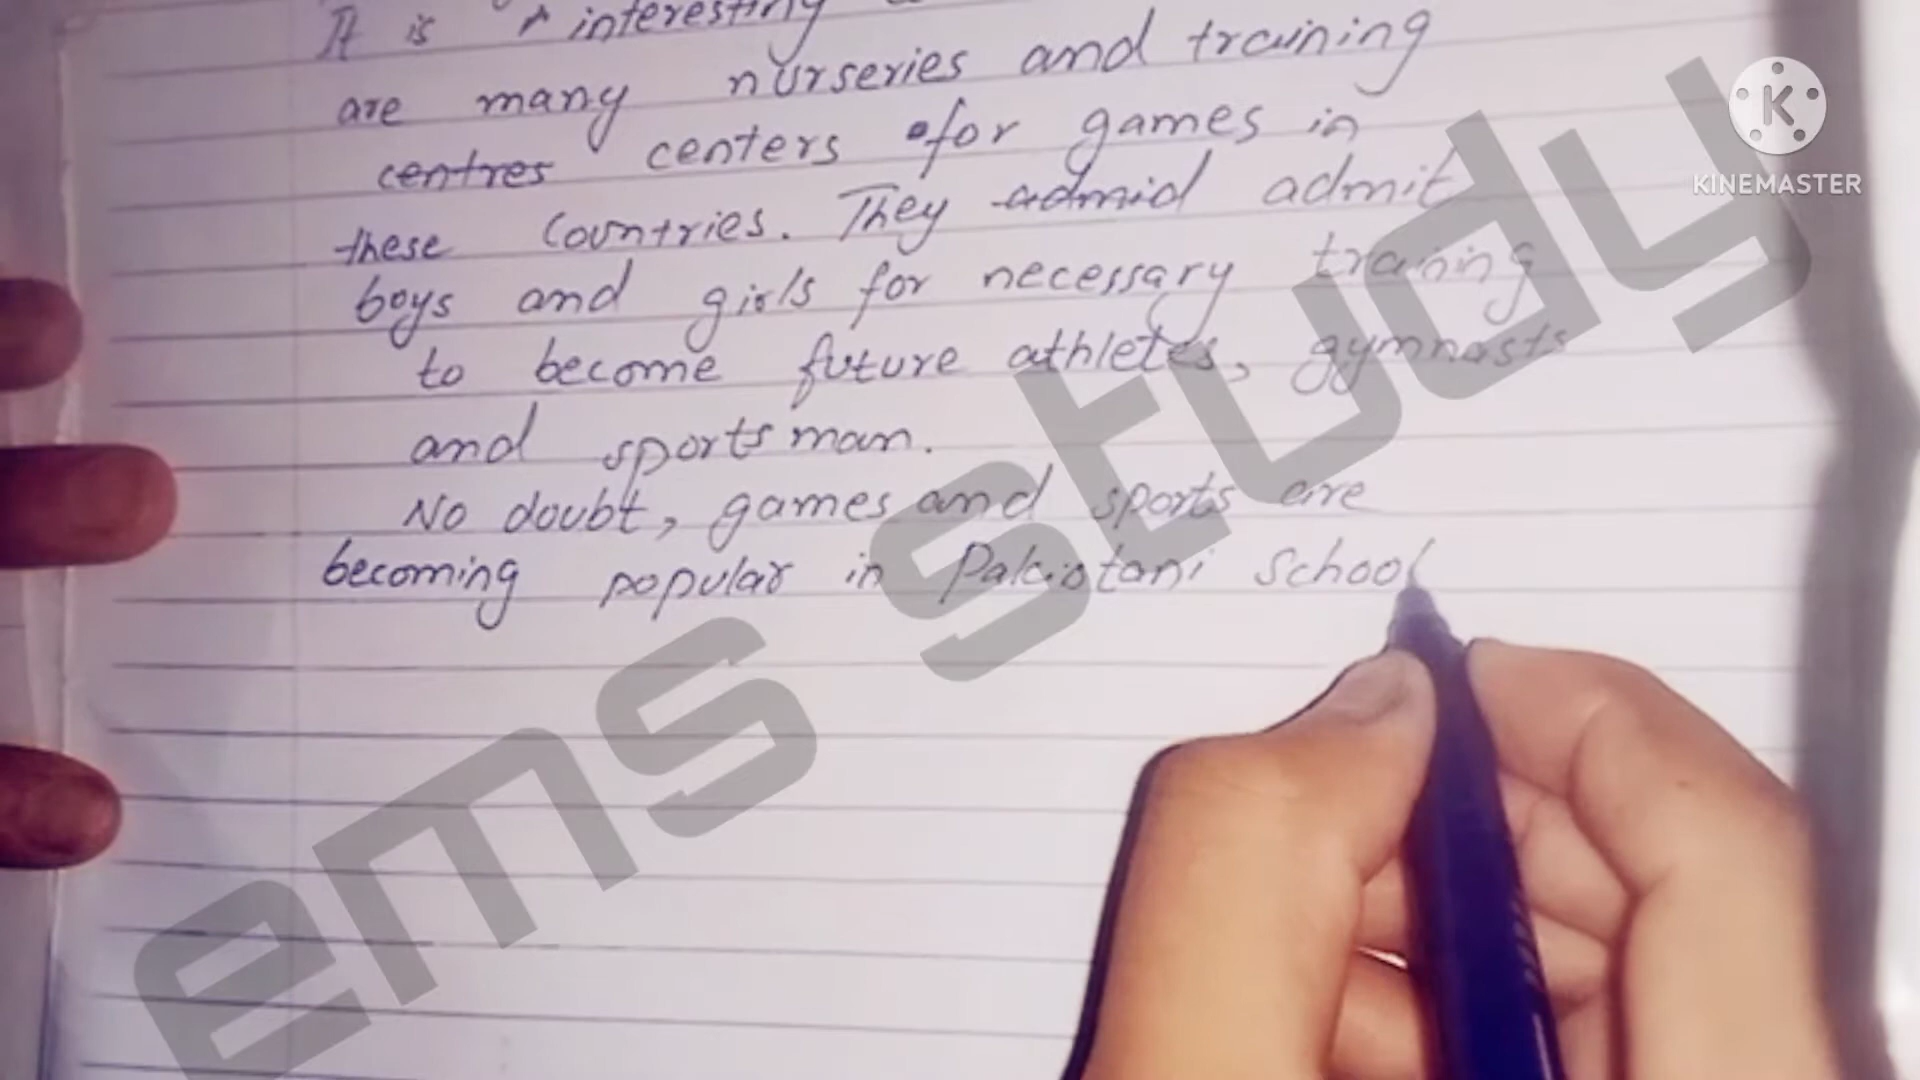 It is interesting
are many nurseries and training
centres centers for games in
these countries. They admid admit
boys and girls for necessary training
to become future athletes, gymnasts
and sportsman.
No doubt, games and sports are
becoming popular in Pakistani School
ems study
K
KINEMASTER